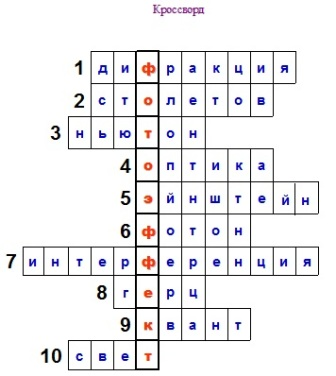 Кроссворд
1 дифракция
2 столетов
3 ньютон
4 оптика
5 эйнштейн
6 фотон
7 интерференция
8 герц
9 квант
10 свет